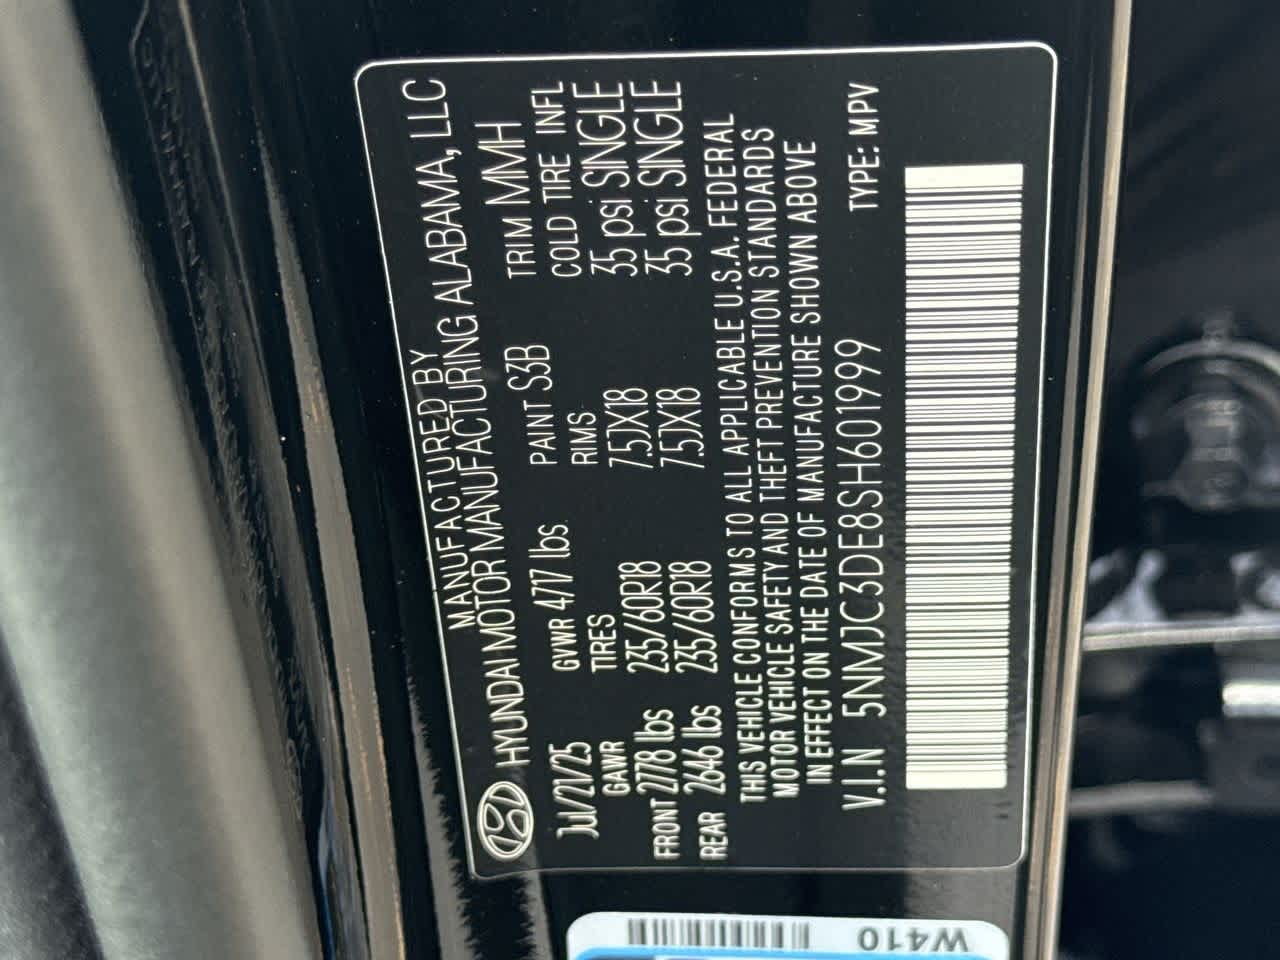 MANUFACTURED BY
HYUNDAI MOTOR MANUFACTURING ALABAMA, LLC
Jul/21/25 GVWR 4717 lbs. PAINT S3B TRIM MMH
GAWR TIRES RIMS COLD TIRE INFL
FRONT 2778 lbs 235/60R18 7.5JX18 35 psi SINGLE
REAR 2646 lbs 235/60R18 7.5JX18 35 psi SINGLE
THIS VEHICLE CONFORMS TO ALL APPLICABLE U.S.A. FEDERAL
MOTOR VEHICLE SAFETY AND THEFT PREVENTION STANDARDS
IN EFFECT ON THE DATE OF MANUFACTURE SHOWN ABOVE
V.I.N 5NMJC3DE8SH601999 TYPE: MPV
W410